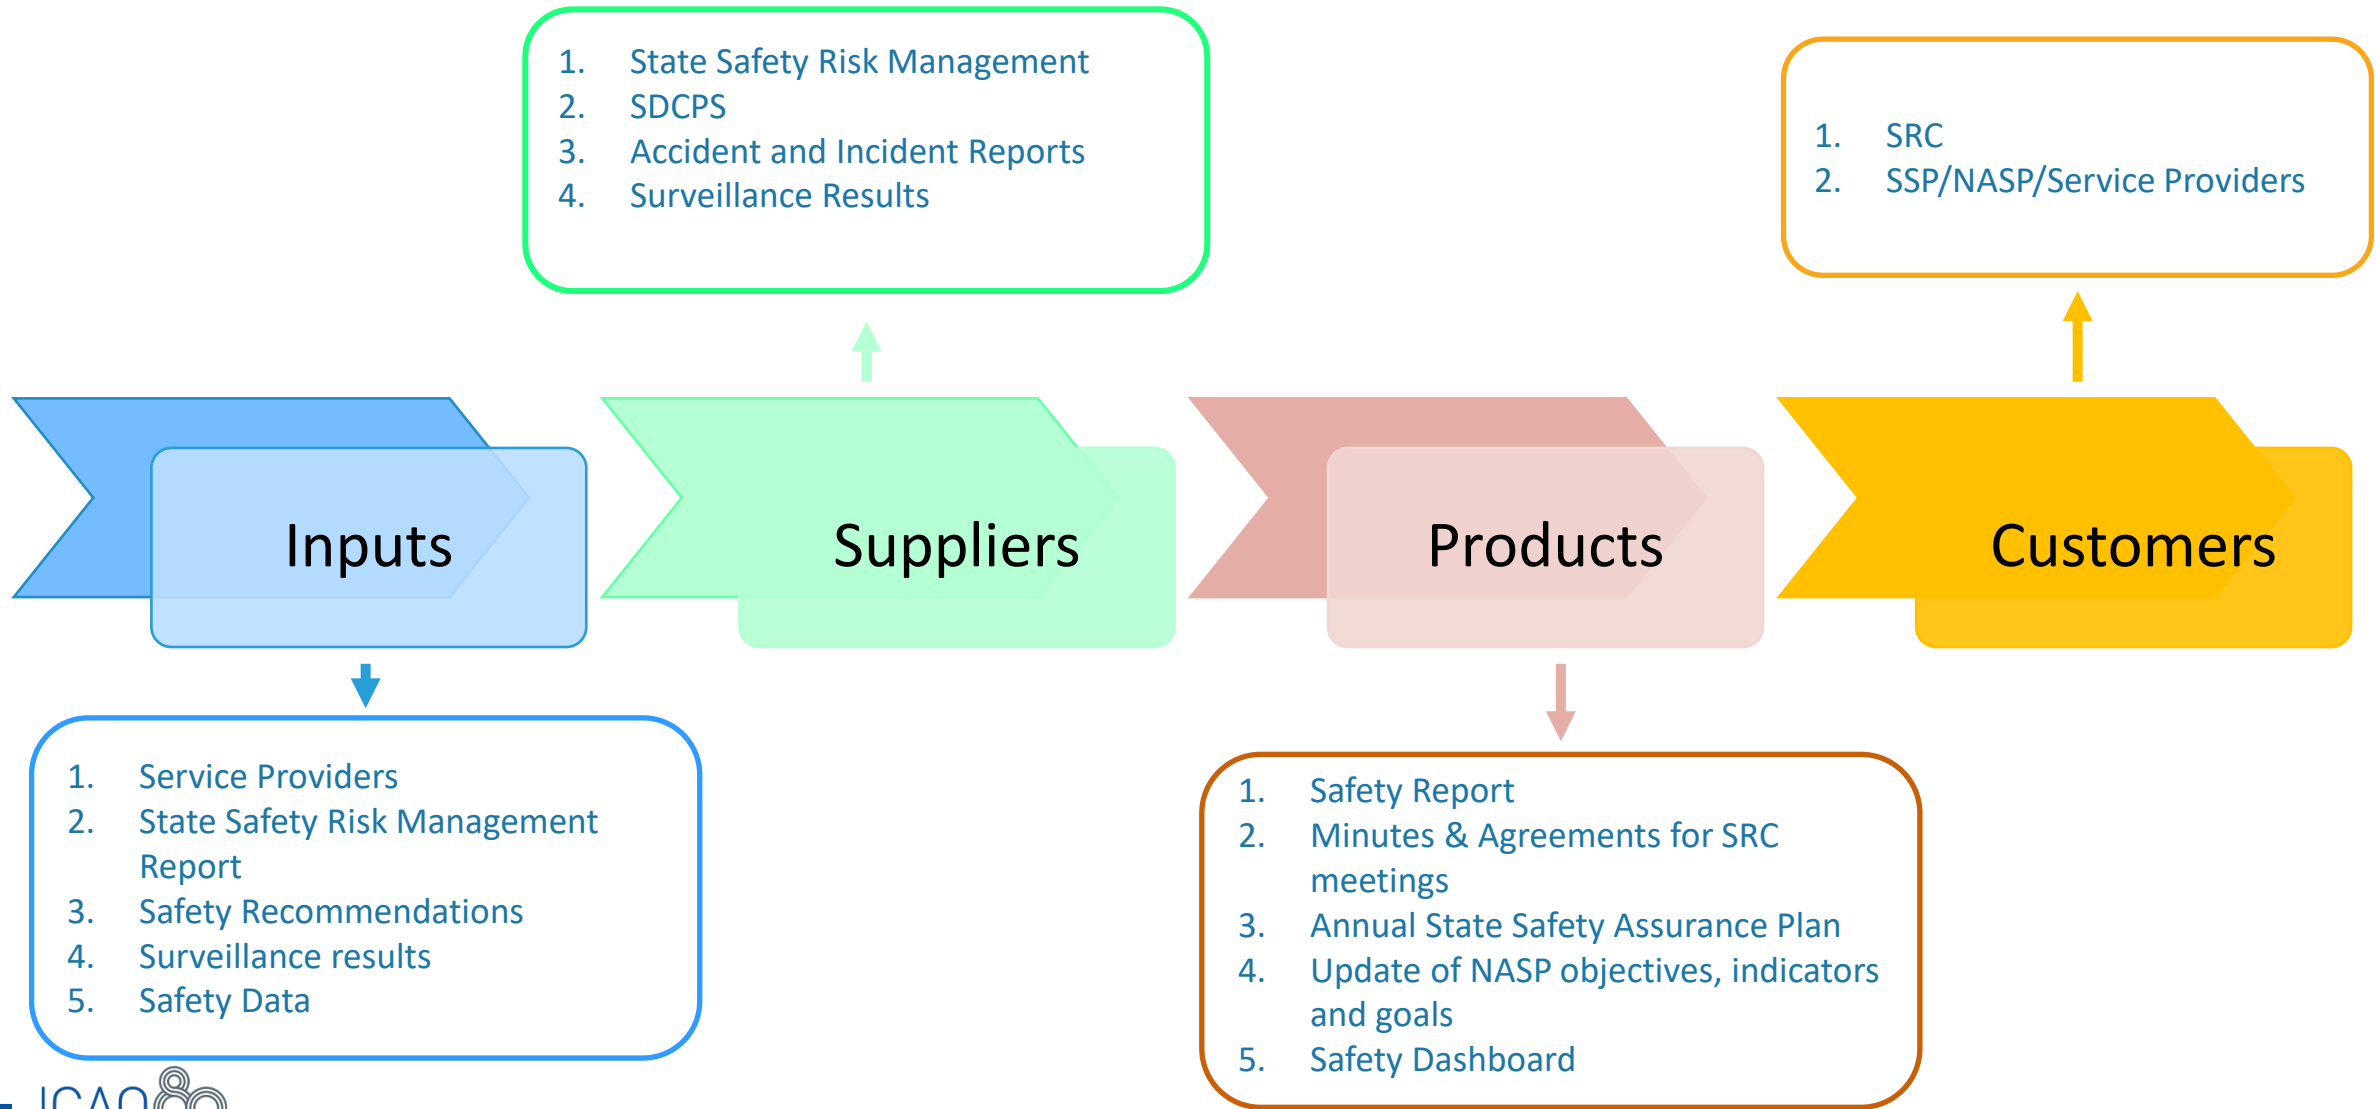 1. State Safety Risk Management
2. SDCPS
3. Accident and Incident Reports
4. Surveillance Results
1. SRC
2. SSP/NASP/Service Providers
Inputs
Suppliers
Products
Customers
1. Service Providers
2. State Safety Risk Management
Report
3. Safety Recommendations
4. Surveillance results
5. Safety Data
1. Safety Report
2. Minutes & Agreements for SRC
meetings
3. Annual State Safety Assurance Plan
4. Update of NASP objectives, indicators
and goals
5. Safety Dashboard
ICAO